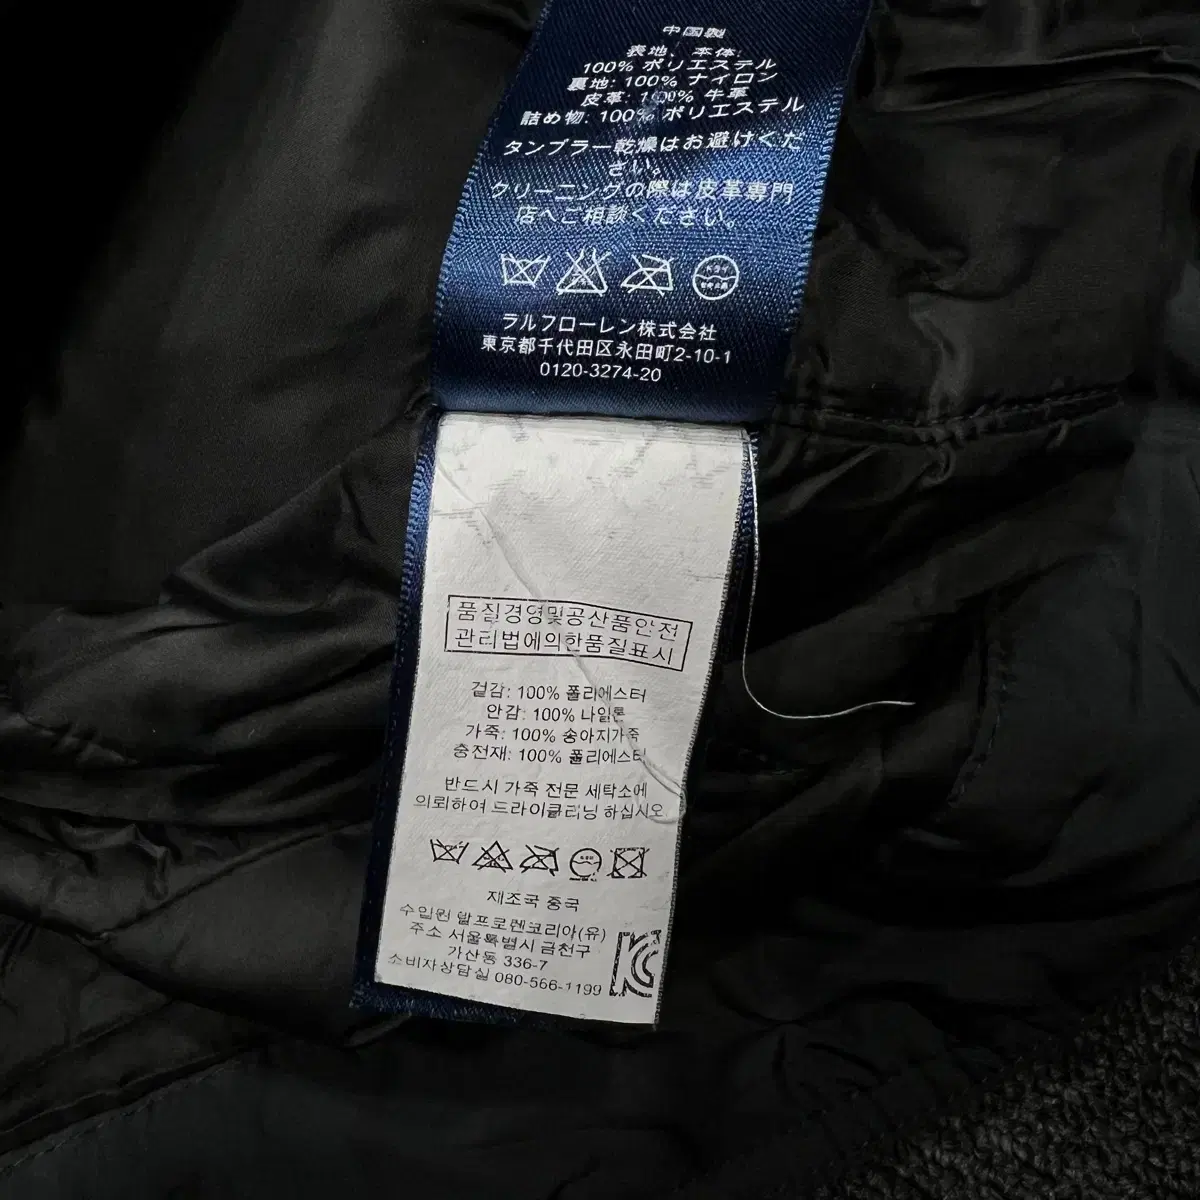 中国製
表地、本体:
100% ポリエステル
裏地: 100% ナイロン
皮革: 100% 牛革
詰め物: 100% ポリエステル
タンブラー乾燥はお避けくだ
さい。
クリーニングの際は皮革専門
店へご相談ください。
ラルフローレン株式会社
東京都千代田区永田町2-10-1
0120-3274-20
품질경영및공산품안전
관리법에의한품질표시
겉감: 100% 폴리에스터
안감: 100% 나일론
가죽: 100% 송아지가죽
충전재: 100% 폴리에스터
반드시 가죽 전문 세탁소에
의뢰하여 드라이클리닝 하십시오
제조국 중국
수입원 랄프로렌코리아(유)
주소 서울특별시 금천구
가산동 336-7
소비자상담실 080-566-1199